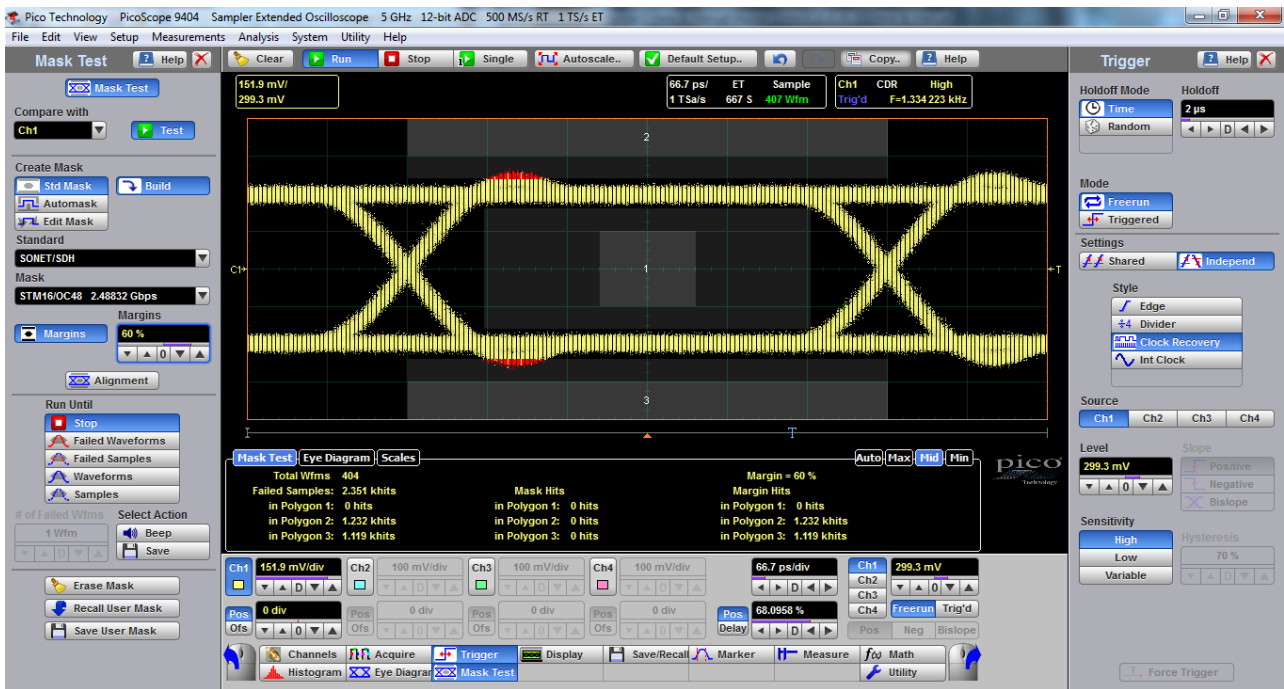 Pico Technology PicoScope 9404 Sampler Extended Oscilloscope 5 GHz 12-bit ADC 500 MS/s RT 1 TS/s ET
File Edit View Setup Measurements Analysis System Utility Help
Mask Test ? Help
Clear Run Stop Single Autoscale.. Default Setup.. Copy.. ? Help
Trigger ? Help
Mask Test
Compare with
Ch1 Test
Create Mask
Std Mask Build
Automask
Edit Mask
Standard
SONET/SDH
Mask
STM16/OC48 2.48832 Gbps
Margins
Margins 60 %
0
Alignment
Run Until
Stop
Failed Waveforms
Failed Samples
Waveforms
Samples
# of Failed Wfms Select Action
1 Wfm Beep
D Save
Erase Mask
Recall User Mask
Save User Mask
151.9 mV/
299.3 mV
66.7 ps/ ET Sample
1 TSa/s 667 S 407 Wfm
Ch1 CDR High
Trig'd F=1.334 223 kHz
2
C1
1
T
3
T
Mask Test Eye Diagram Scales Auto Max Mid Min
Total Wfms 404 Margin = 60 %
Failed Samples: 2.351 khits Mask Hits Margin Hits
in Polygon 1: 0 hits in Polygon 1: 0 hits in Polygon 1: 0 hits
in Polygon 2: 1.232 khits in Polygon 2: 0 hits in Polygon 2: 1.232 khits
in Polygon 3: 1.119 khits in Polygon 3: 0 hits in Polygon 3: 1.119 khits
pico
Technology
Ch1 151.9 mV/div Ch2 100 mV/div Ch3 100 mV/div Ch4 100 mV/div 66.7 ps/div Ch1 299.3 mV
D D D D D Ch2 0
Ch3
Pos 0 div Pos 0 div Pos 0 div Pos 0 div Pos 68.0958 % Ch4 Freerun Trig'd
Ofs 0 Ofs 0 Ofs 0 Ofs 0 Delay D Pos Neg Bislope
Channels Acquire Trigger Display Save/Recall Marker Measure f(x) Math
Histogram Eye Diagrar Mask Test Utility
Holdoff Mode Holdoff
Time 2 µs
Random D
Mode
Freerun
Triggered
Settings
Shared Independ
Style
Edge
÷4 Divider
Clock Recovery
Int Clock
Source
Ch1 Ch2 Ch3 Ch4
Level Slope
299.3 mV Positive
0 Negative
Bislope
Sensitivity
High Hysteresis
Low 70 %
Variable D
Force Trigger